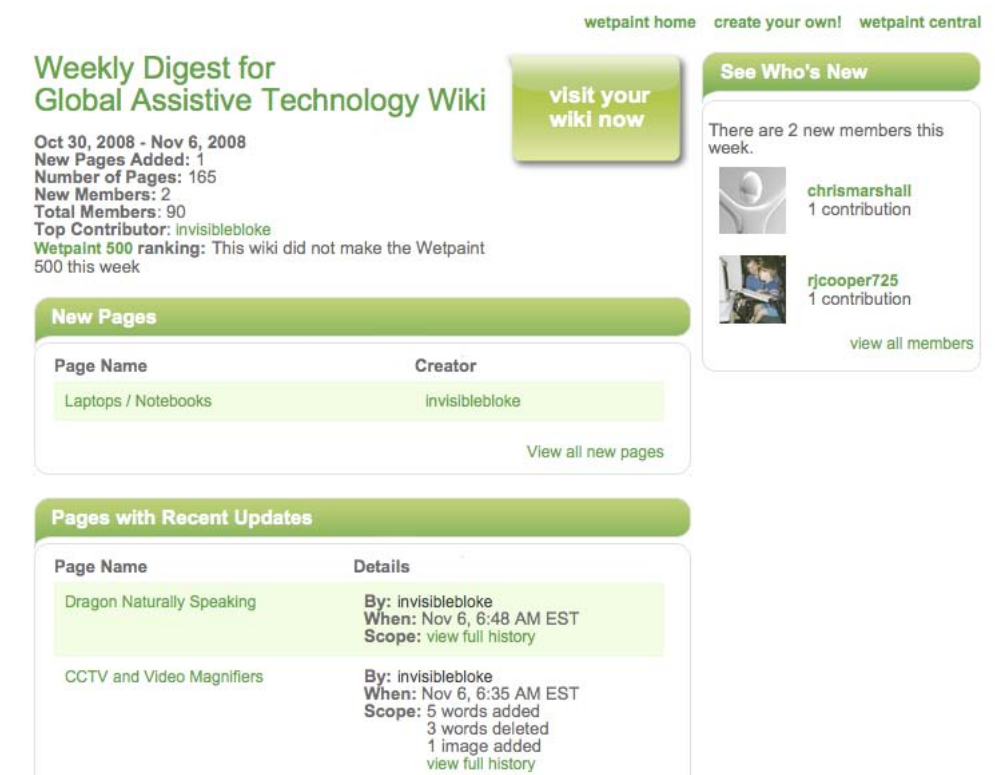 wetpaint home create your own! wetpaint central
Weekly Digest for
Global Assistive Technology Wiki
visit your
wiki now
Oct 30, 2008 - Nov 6, 2008
New Pages Added: 1
Number of Pages: 165
New Members: 2
Total Members: 90
Top Contributor: invisiblebloke
Wetpaint 500 ranking: This wiki did not make the Wetpaint
500 this week
See Who's New
There are 2 new members this
week.
chrismarshall
1 contribution
rjcooper725
1 contribution
view all members
New Pages
Page Name Creator
Laptops / Notebooks invisiblebloke
View all new pages
Pages with Recent Updates
Page Name Details
Dragon Naturally Speaking By: invisiblebloke
When: Nov 6, 6:48 AM EST
Scope: view full history
CCTV and Video Magnifiers By: invisiblebloke
When: Nov 6, 6:35 AM EST
Scope: 5 words added
3 words deleted
1 image added
view full history